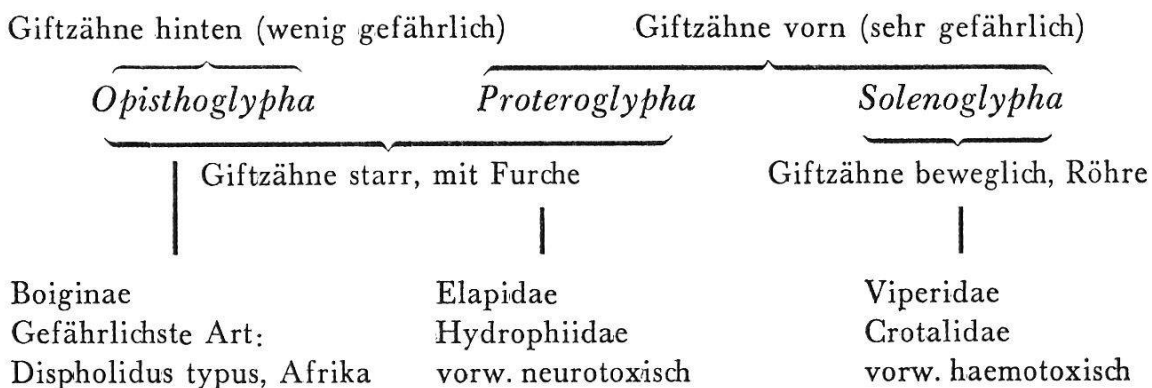 Giftzähne hinten (wenig gefährlich) Giftzähne vorn (sehr gefährlich)
Opisthoglypha Proteroglypha Solenoglypha
Giftzähne starr, mit Furche Giftzähne beweglich, Röhre
Boiginae Elapidae Viperidae
Gefährlichste Art: Hydrophiidae Crotalidae
Dispholidus typus, Afrika vorw. neurotoxisch vorw. haemotoxisch